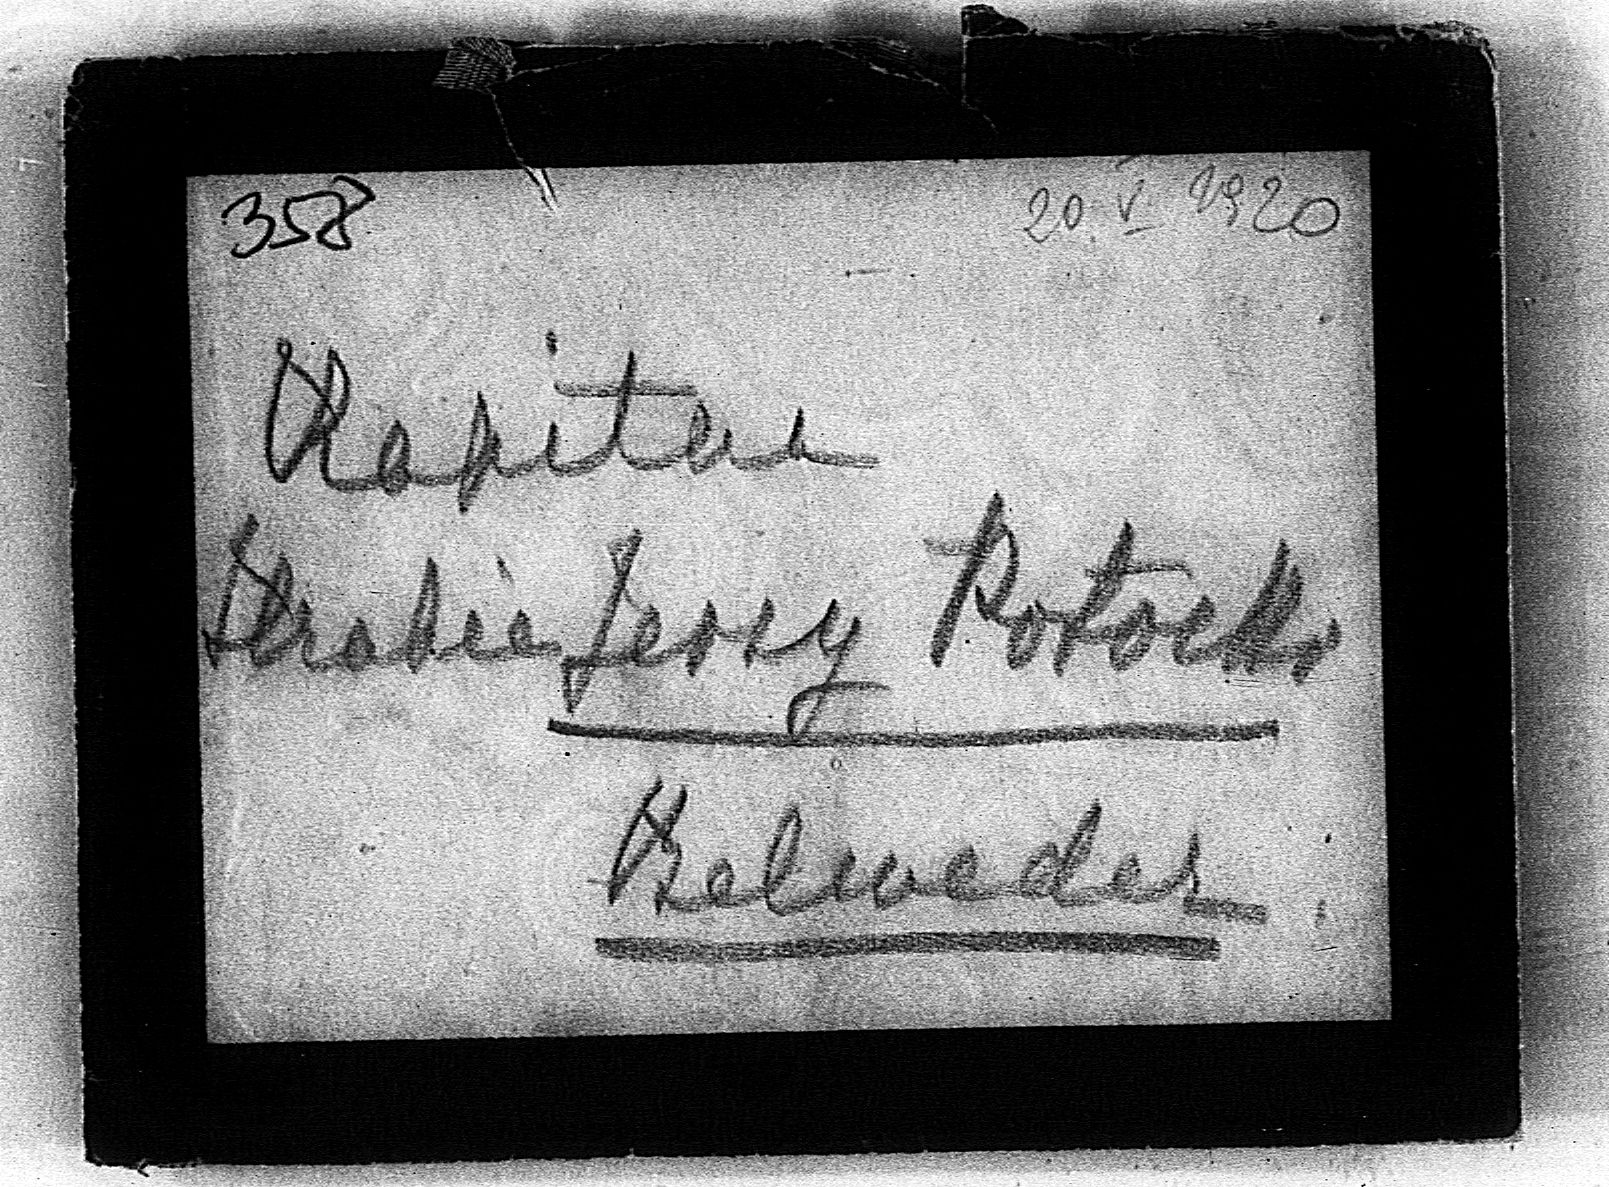 358 20. V. 1920
Kapitan
Hrabia Jerzy Potocki
Belweder